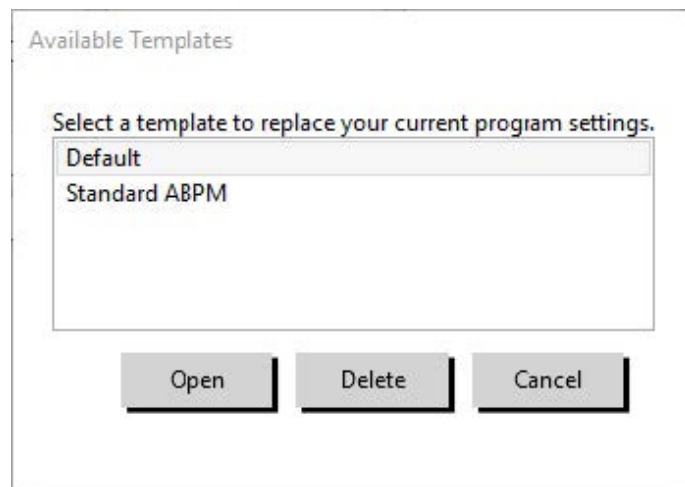 Available Templates
Select a template to replace your current program settings.
Default
Standard ABPM
Open Delete Cancel